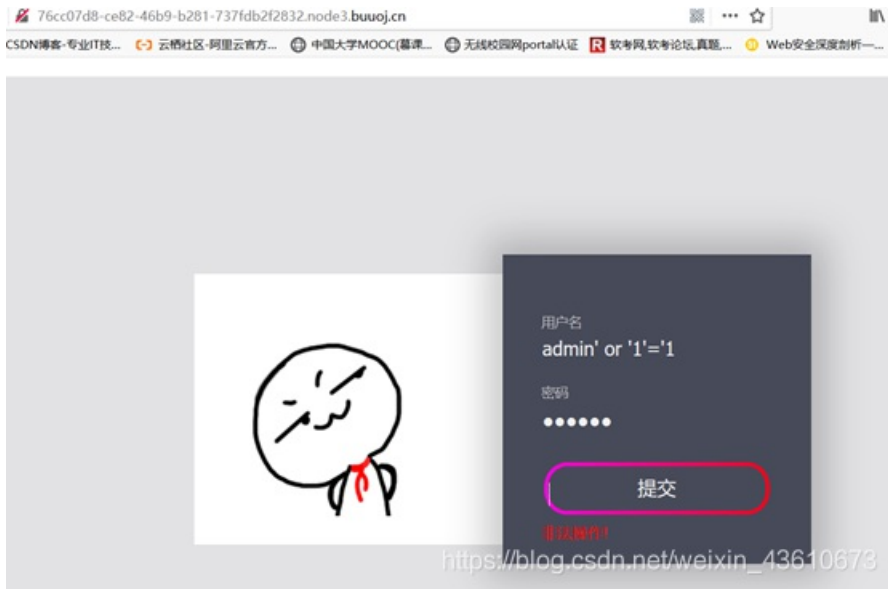 76cc07d8-ce82-46b9-b281-737fdb2f2832.node3.buuoj.cn
CSDN博客-专业IT技... 云栖社区-阿里云官方... 中国大学MOOC(慕课... 无线校园网portal认证 软考网,软考论坛,真题,... Web安全深度剖析—...
用户名
admin' or '1'='1
密码
提交
非法操作!
https://blog.csdn.net/weixin_43610673